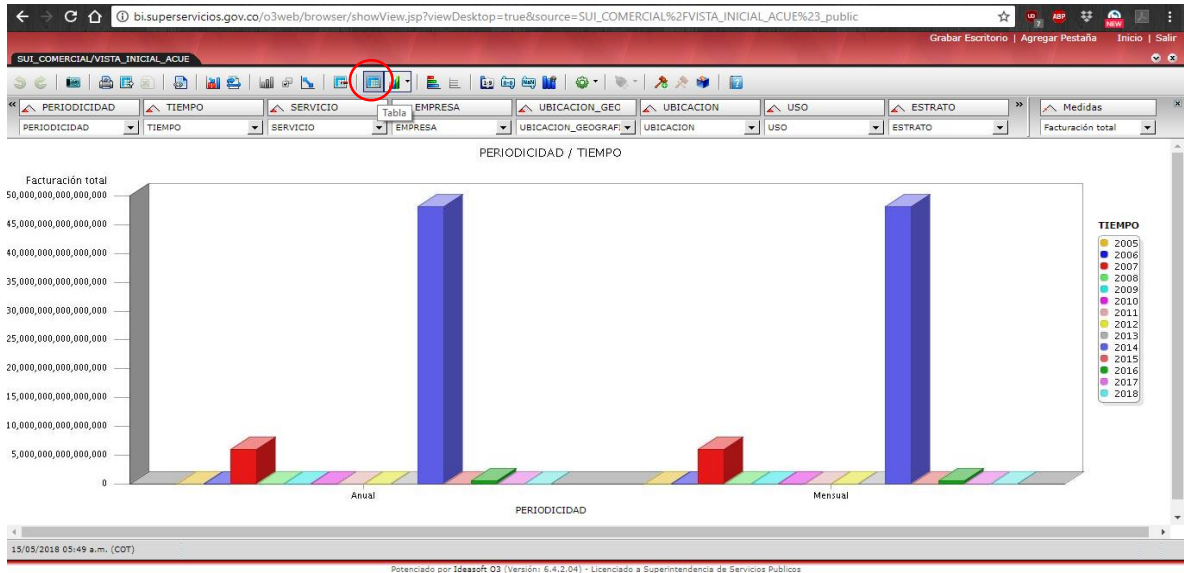 bi.superservicios.gov.co/o3web/browser/showView.jsp?viewDesktop=true&source=SUI_COMERCIAL%2FVISTA_INICIAL_ACUE%23_public
UO 7 ABP NEW
Grabar Escritorio | Agregar Pestaña Inicio | Salir
SUI_COMERCIAL/VISTA_INICIAL_ACUE
« PERIODICIDAD TIEMPO SERVICIO EMPRESA UBICACION_GEO UBICACION USO ESTRATO » Medidas
Tabla
PERIODICIDAD TIEMPO SERVICIO EMPRESA UBICACION_GEOGRAF: UBICACION USO ESTRATO Facturación total
PERIODICIDAD / TIEMPO
Facturación total
50,000,000,000,000,000
45,000,000,000,000,000
40,000,000,000,000,000
35,000,000,000,000,000
30,000,000,000,000,000
25,000,000,000,000,000
20,000,000,000,000,000
15,000,000,000,000,000
10,000,000,000,000,000
5,000,000,000,000,000
0
Anual Mensual
PERIODICIDAD
TIEMPO
2005
2006
2007
2008
2009
2010
2011
2012
2013
2014
2015
2016
2017
2018
15/05/2018 05:49 a.m. (COT)
Potenciado por Ideasoft O3 (Versión: 6.4.2.04) - Licenciado a Superintendencia de Servicios Publicos